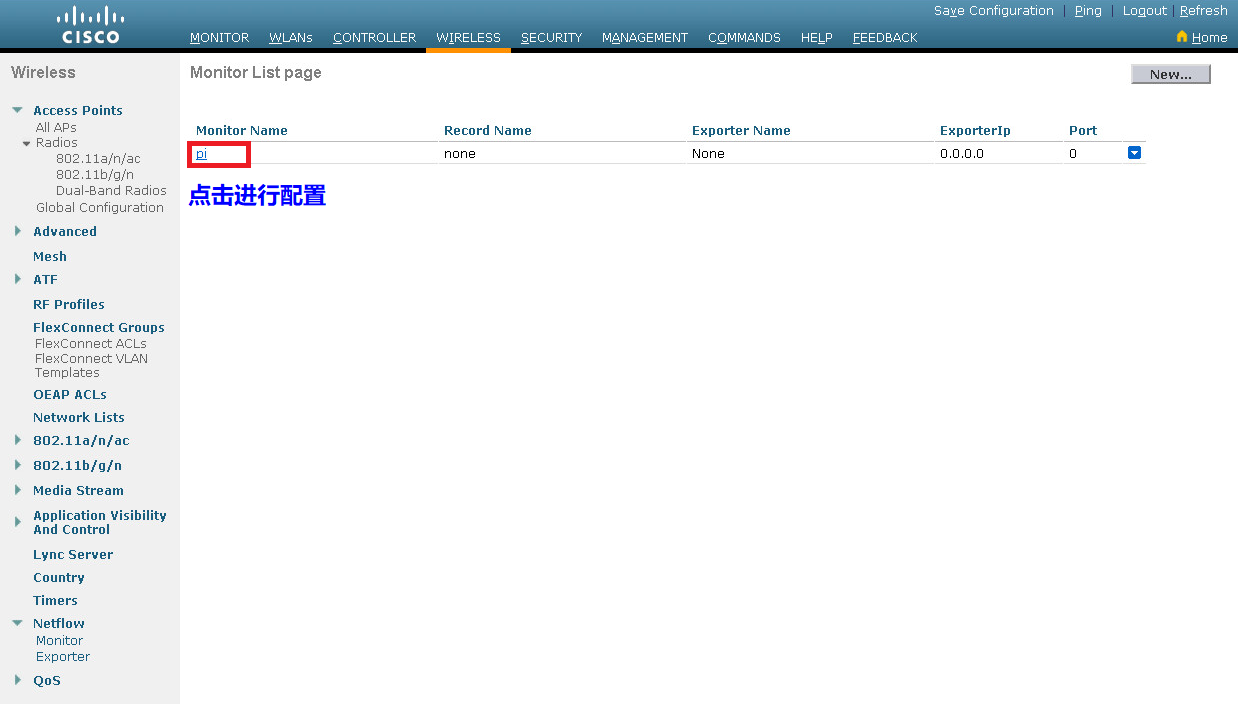 Save Configuration | Ping | Logout | Refresh
CISCO
MONITOR WLANs CONTROLLER WIRELESS SECURITY MANAGEMENT COMMANDS HELP FEEDBACK Home
Wireless
Monitor List page
New...
Access Points
All APs
Radios
802.11a/n/ac
802.11b/g/n
Dual-Band Radios
Global Configuration
Advanced
Mesh
ATF
RF Profiles
FlexConnect Groups
FlexConnect ACLs
FlexConnect VLAN
Templates
OEAP ACLs
Network Lists
802.11a/n/ac
802.11b/g/n
Media Stream
Application Visibility
And Control
Lync Server
Country
Timers
Netflow
Monitor
Exporter
QoS
Monitor Name Record Name Exporter Name ExporterIp Port
pi none None 0.0.0.0 0
点击进行配置